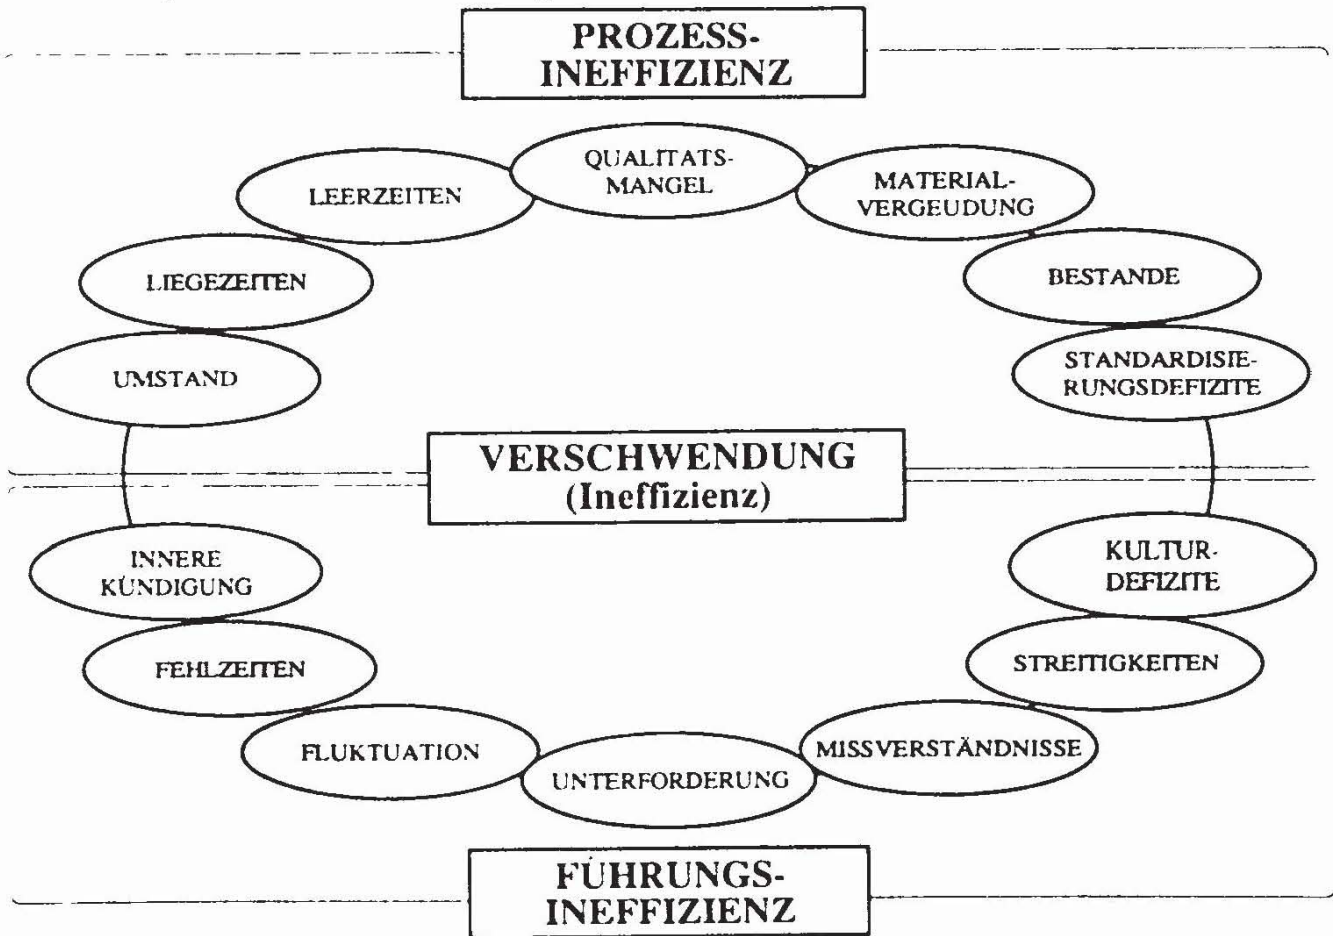 PROZESS-
INEFFIZIENZ
QUALITATS-
MANGEL
LEERZEITEN
MATERIAL-
VERGEUDUNG
LIEGEZEITEN
BESTANDE
UMSTAND
STANDARDISIE-
RUNGSDEFIZITE
VERSCHWENDUNG
(Ineffizienz)
INNERE
KÜNDIGUNG
KULTUR-
DEFIZITE
FEHLZEITEN
STREITIGKEITEN
FLUKTUATION
MISSVERSTÄNDNISSE
UNTERFORDERUNG
FÜHRUNGS-
INEFFIZIENZ